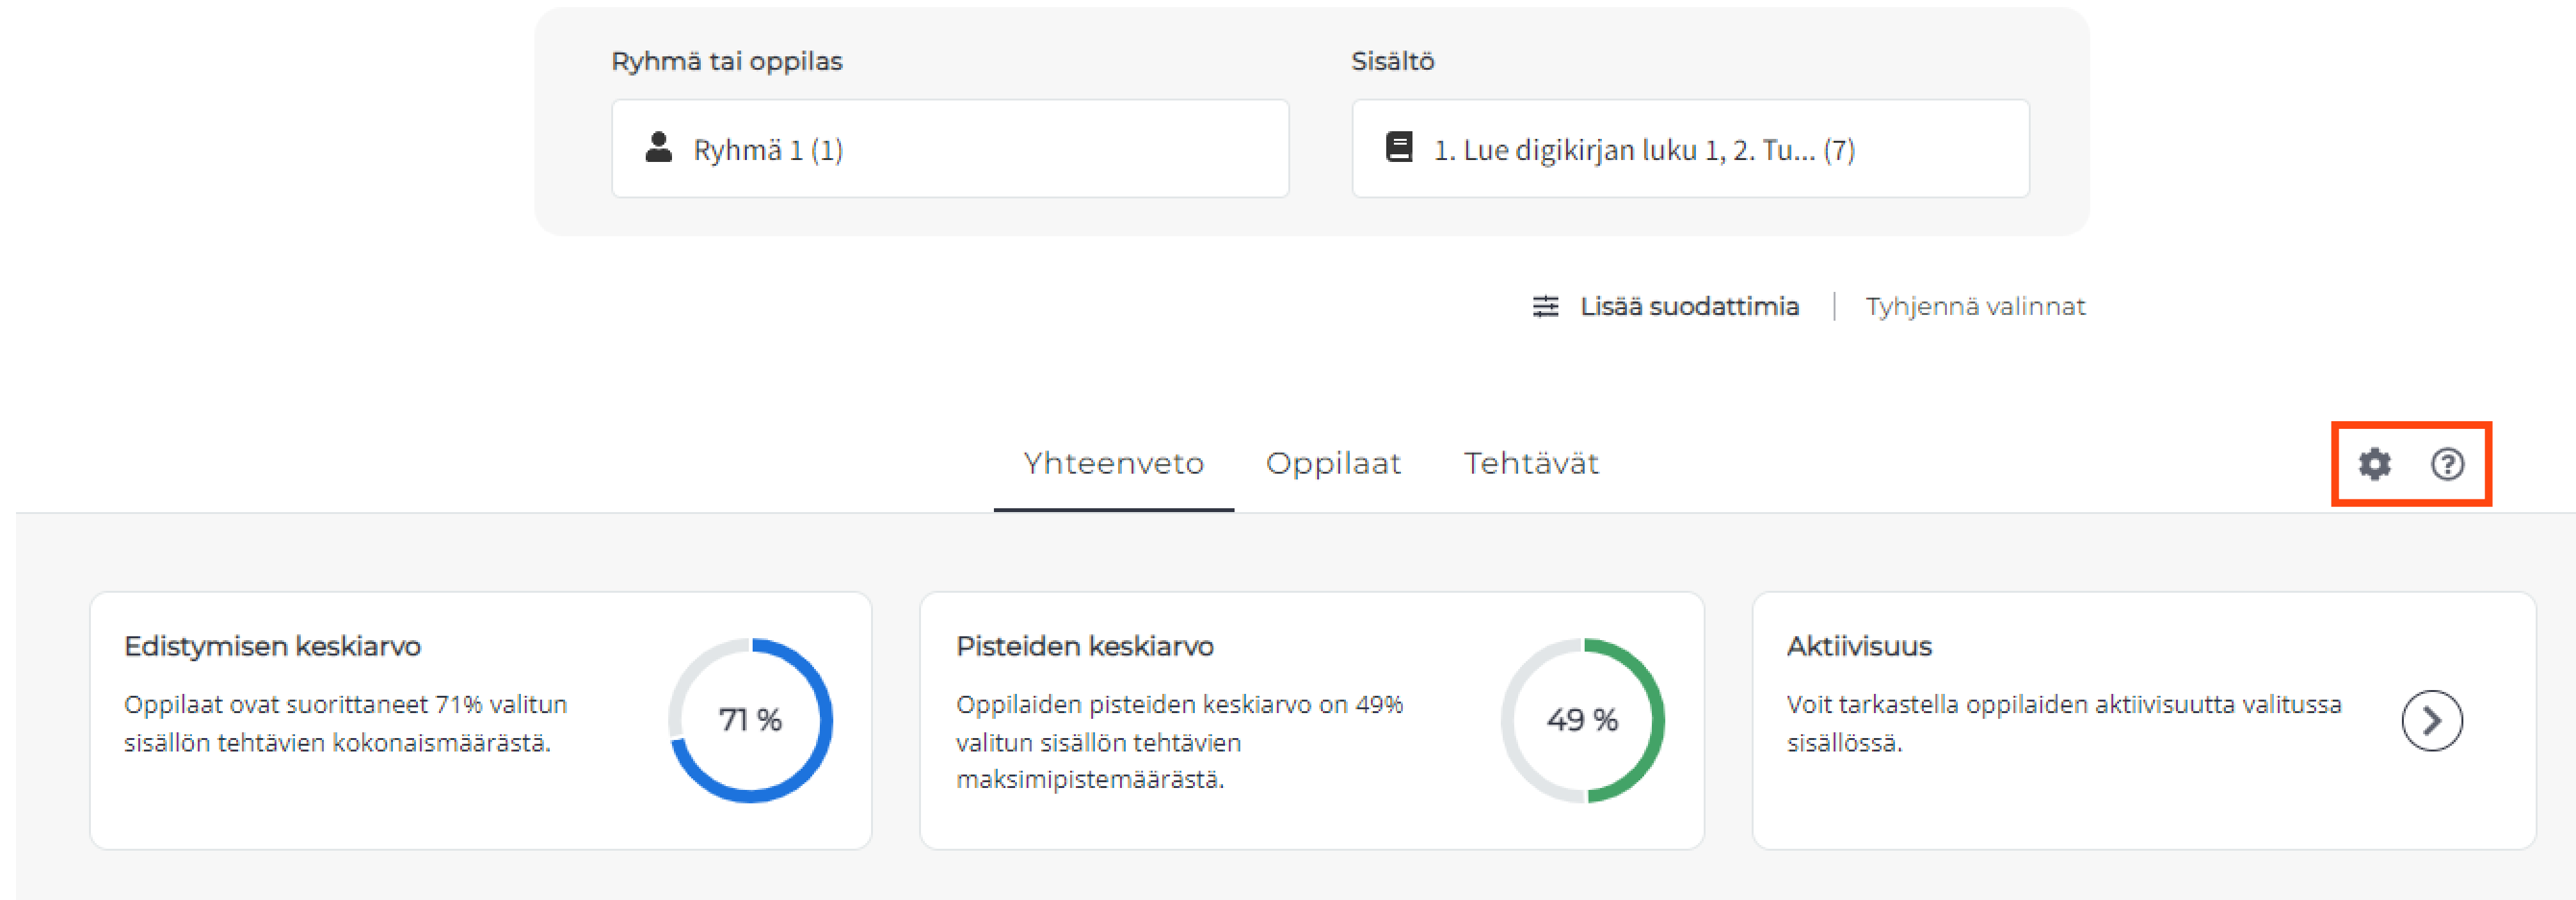 Ryhmä tai oppilas
Sisältö
Ryhmä 1 (1)
1. Lue digikirjan luku 1, 2. Tu... (7)
Lisää suodattimia
Tyhjennä valinnat
Yhteenveto
Oppilaat
Tehtävät
Edistymisen keskiarvo
Oppilaat ovat suorittaneet 71% valitun
sisällön tehtävien kokonaismäärästä.
71 %
Pisteiden keskiarvo
Oppilaiden pisteiden keskiarvo on 49%
valitun sisällön tehtävien
maksimipistemäärästä.
49 %
Aktiivisuus
Voit tarkastella oppilaiden aktiivisuutta valitussa
sisällössä.